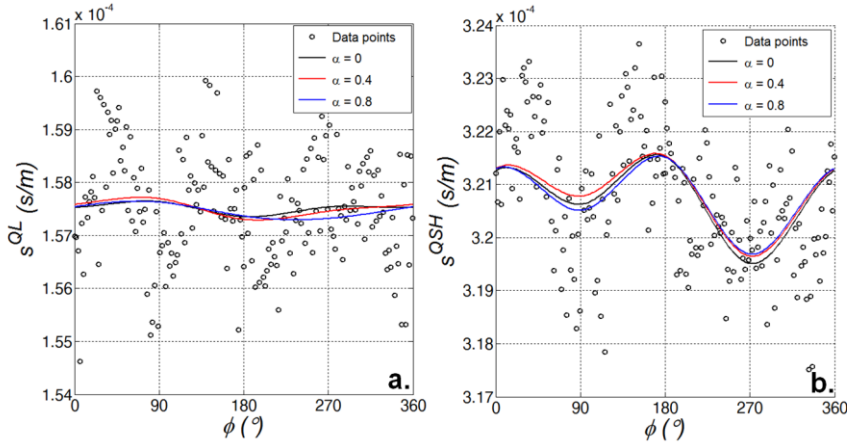 x 10⁻⁴
1.61
1.6
1.59
1.58
1.57
1.56
1.55
1.54
0 90 180 270 360
s^QL (s/m)
ϕ (°)
Data points
α = 0
α = 0.4
α = 0.8
a.
x 10⁻⁴
3.24
3.23
3.22
3.21
3.2
3.19
3.18
3.17
0 90 180 270 360
s^QSH (s/m)
ϕ (°)
Data points
α = 0
α = 0.4
α = 0.8
b.